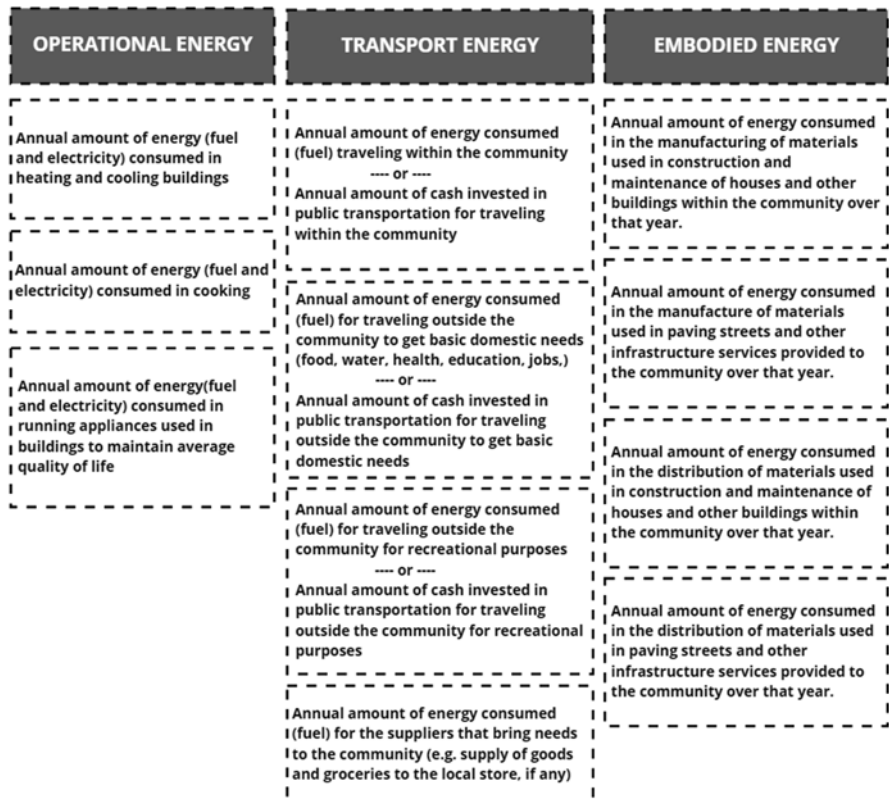 OPERATIONAL ENERGY
Annual amount of energy (fuel
and electricity) consumed in
heating and cooling buildings
Annual amount of energy (fuel and
electricity) consumed in cooking
Annual amount of energy(fuel
and electricity) consumed in
running appliances used in
buildings to maintain average
quality of life
TRANSPORT ENERGY
Annual amount of energy consumed
(fuel) traveling within the community
---- or ----
Annual amount of cash invested in
public transportation for traveling
within the community
Annual amount of energy consumed
(fuel) for traveling outside the
community to get basic domestic needs
(food, water, health, education, jobs,)
---- or ----
Annual amount of cash invested in
public transportation for traveling
outside the community to get basic
domestic needs
Annual amount of energy consumed
(fuel) for traveling outside the
community for recreational purposes
---- or ----
Annual amount of cash invested in
public transportation for traveling
outside the community for recreational
purposes
Annual amount of energy consumed
(fuel) for the suppliers that bring needs
to the community (e.g. supply of goods
and groceries to the local store, if any)
EMBODIED ENERGY
Annual amount of energy consumed
in the manufacturing of materials
used in construction and
maintenance of houses and other
buildings within the community over
that year.
Annual amount of energy consumed
in the manufacture of materials
used in paving streets and other
infrastructure services provided to
the community over that year.
Annual amount of energy consumed
in the distribution of materials used
in construction and maintenance of
houses and other buildings within
the community over that year.
Annual amount of energy consumed
in the distribution of materials used
in paving streets and other
infrastructure services provided to
the community over that year.